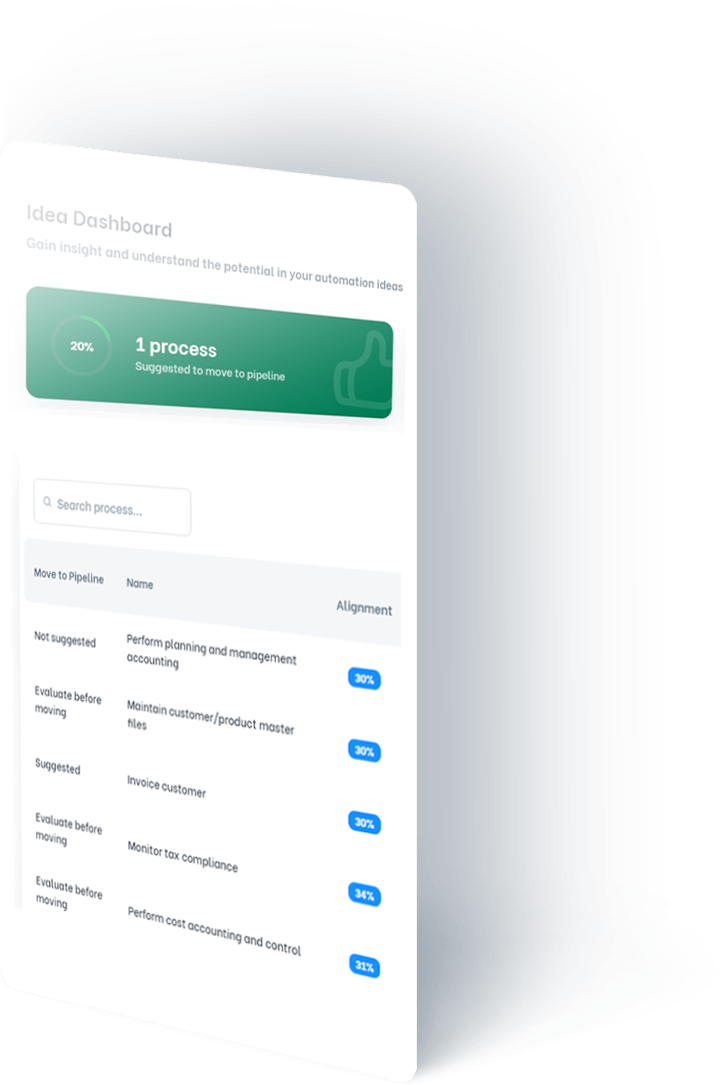 Idea Dashboard
Gain insight and understand the potential in your automation ideas
20%
1 process
Suggested to move to pipeline
Search process...
Move to Pipeline Name Alignment
Not suggested
Perform planning and management
accounting
30%
Evaluate before
moving
Maintain customer/product master
files
30%
Suggested
Invoice customer
30%
Evaluate before
moving
Monitor tax compliance
34%
Evaluate before
moving
Perform cost accounting and control
31%